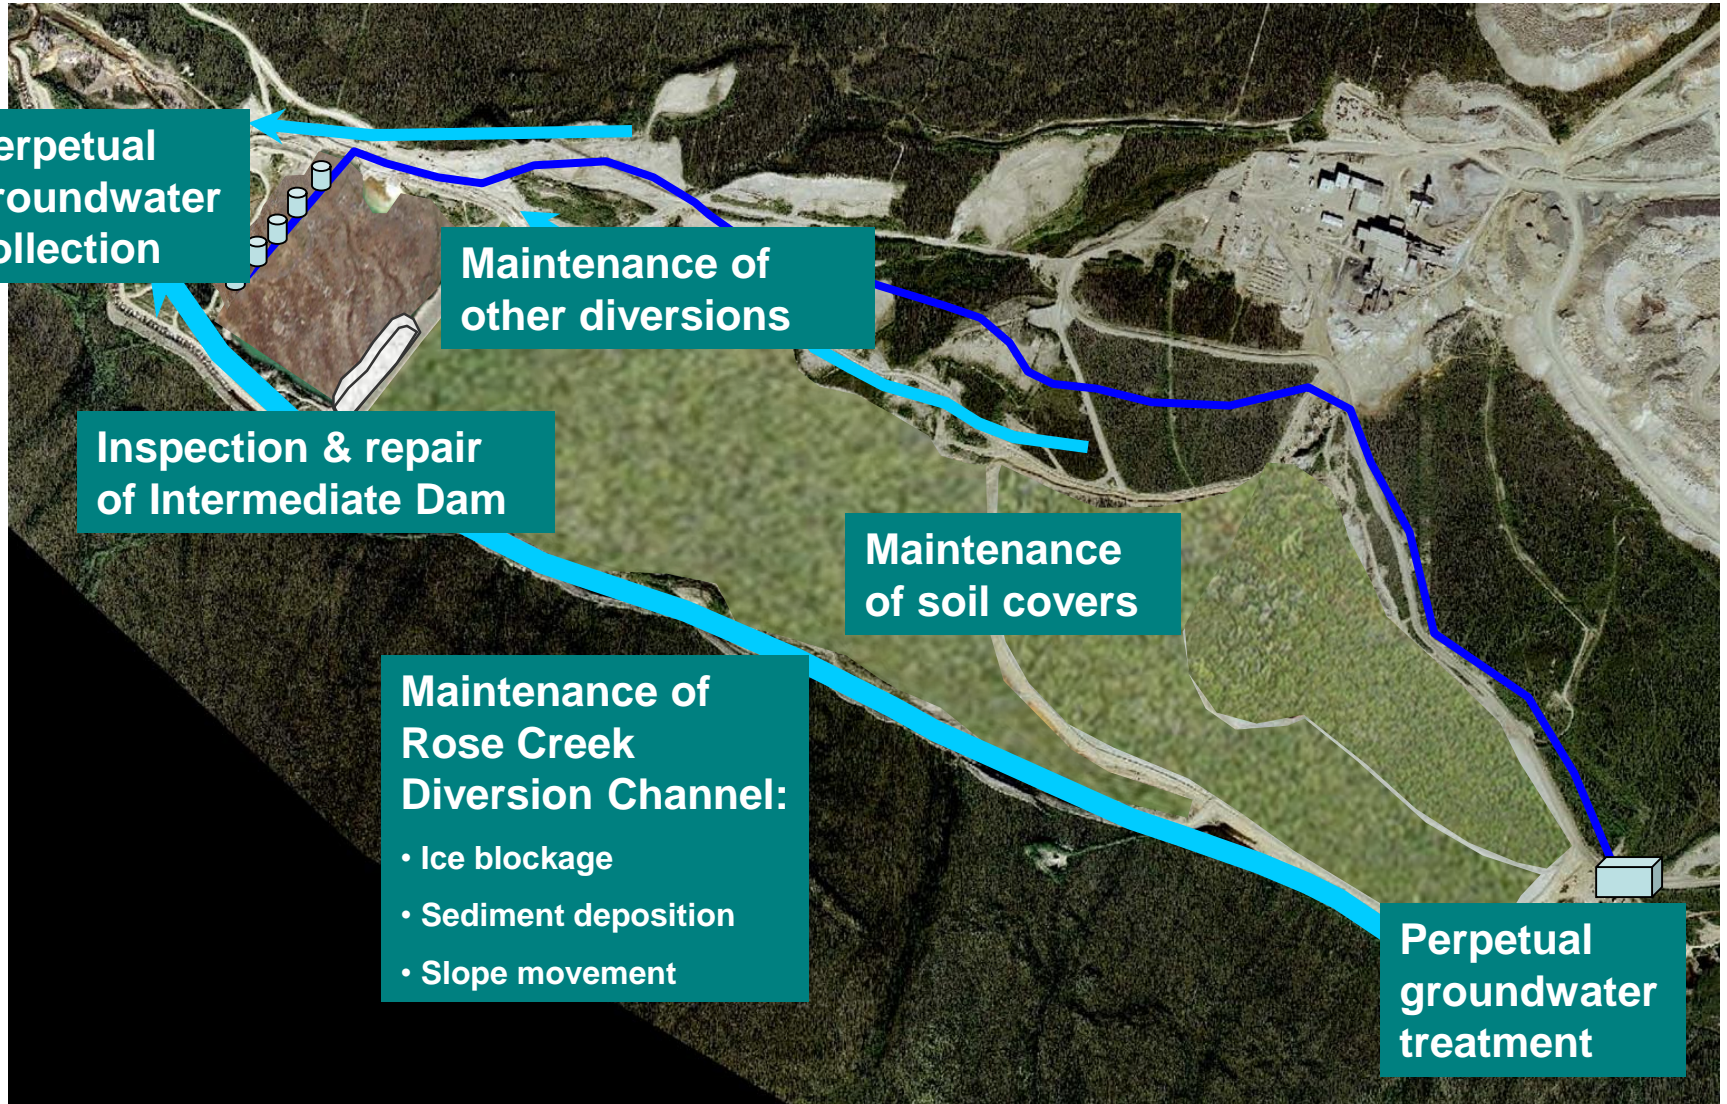 erpetual
roundwater
ollection
Maintenance of
other diversions
Inspection & repair
of Intermediate Dam
Maintenance
of soil covers
Maintenance of
Rose Creek
Diversion Channel:
• Ice blockage
• Sediment deposition
• Slope movement
Perpetual
groundwater
treatment